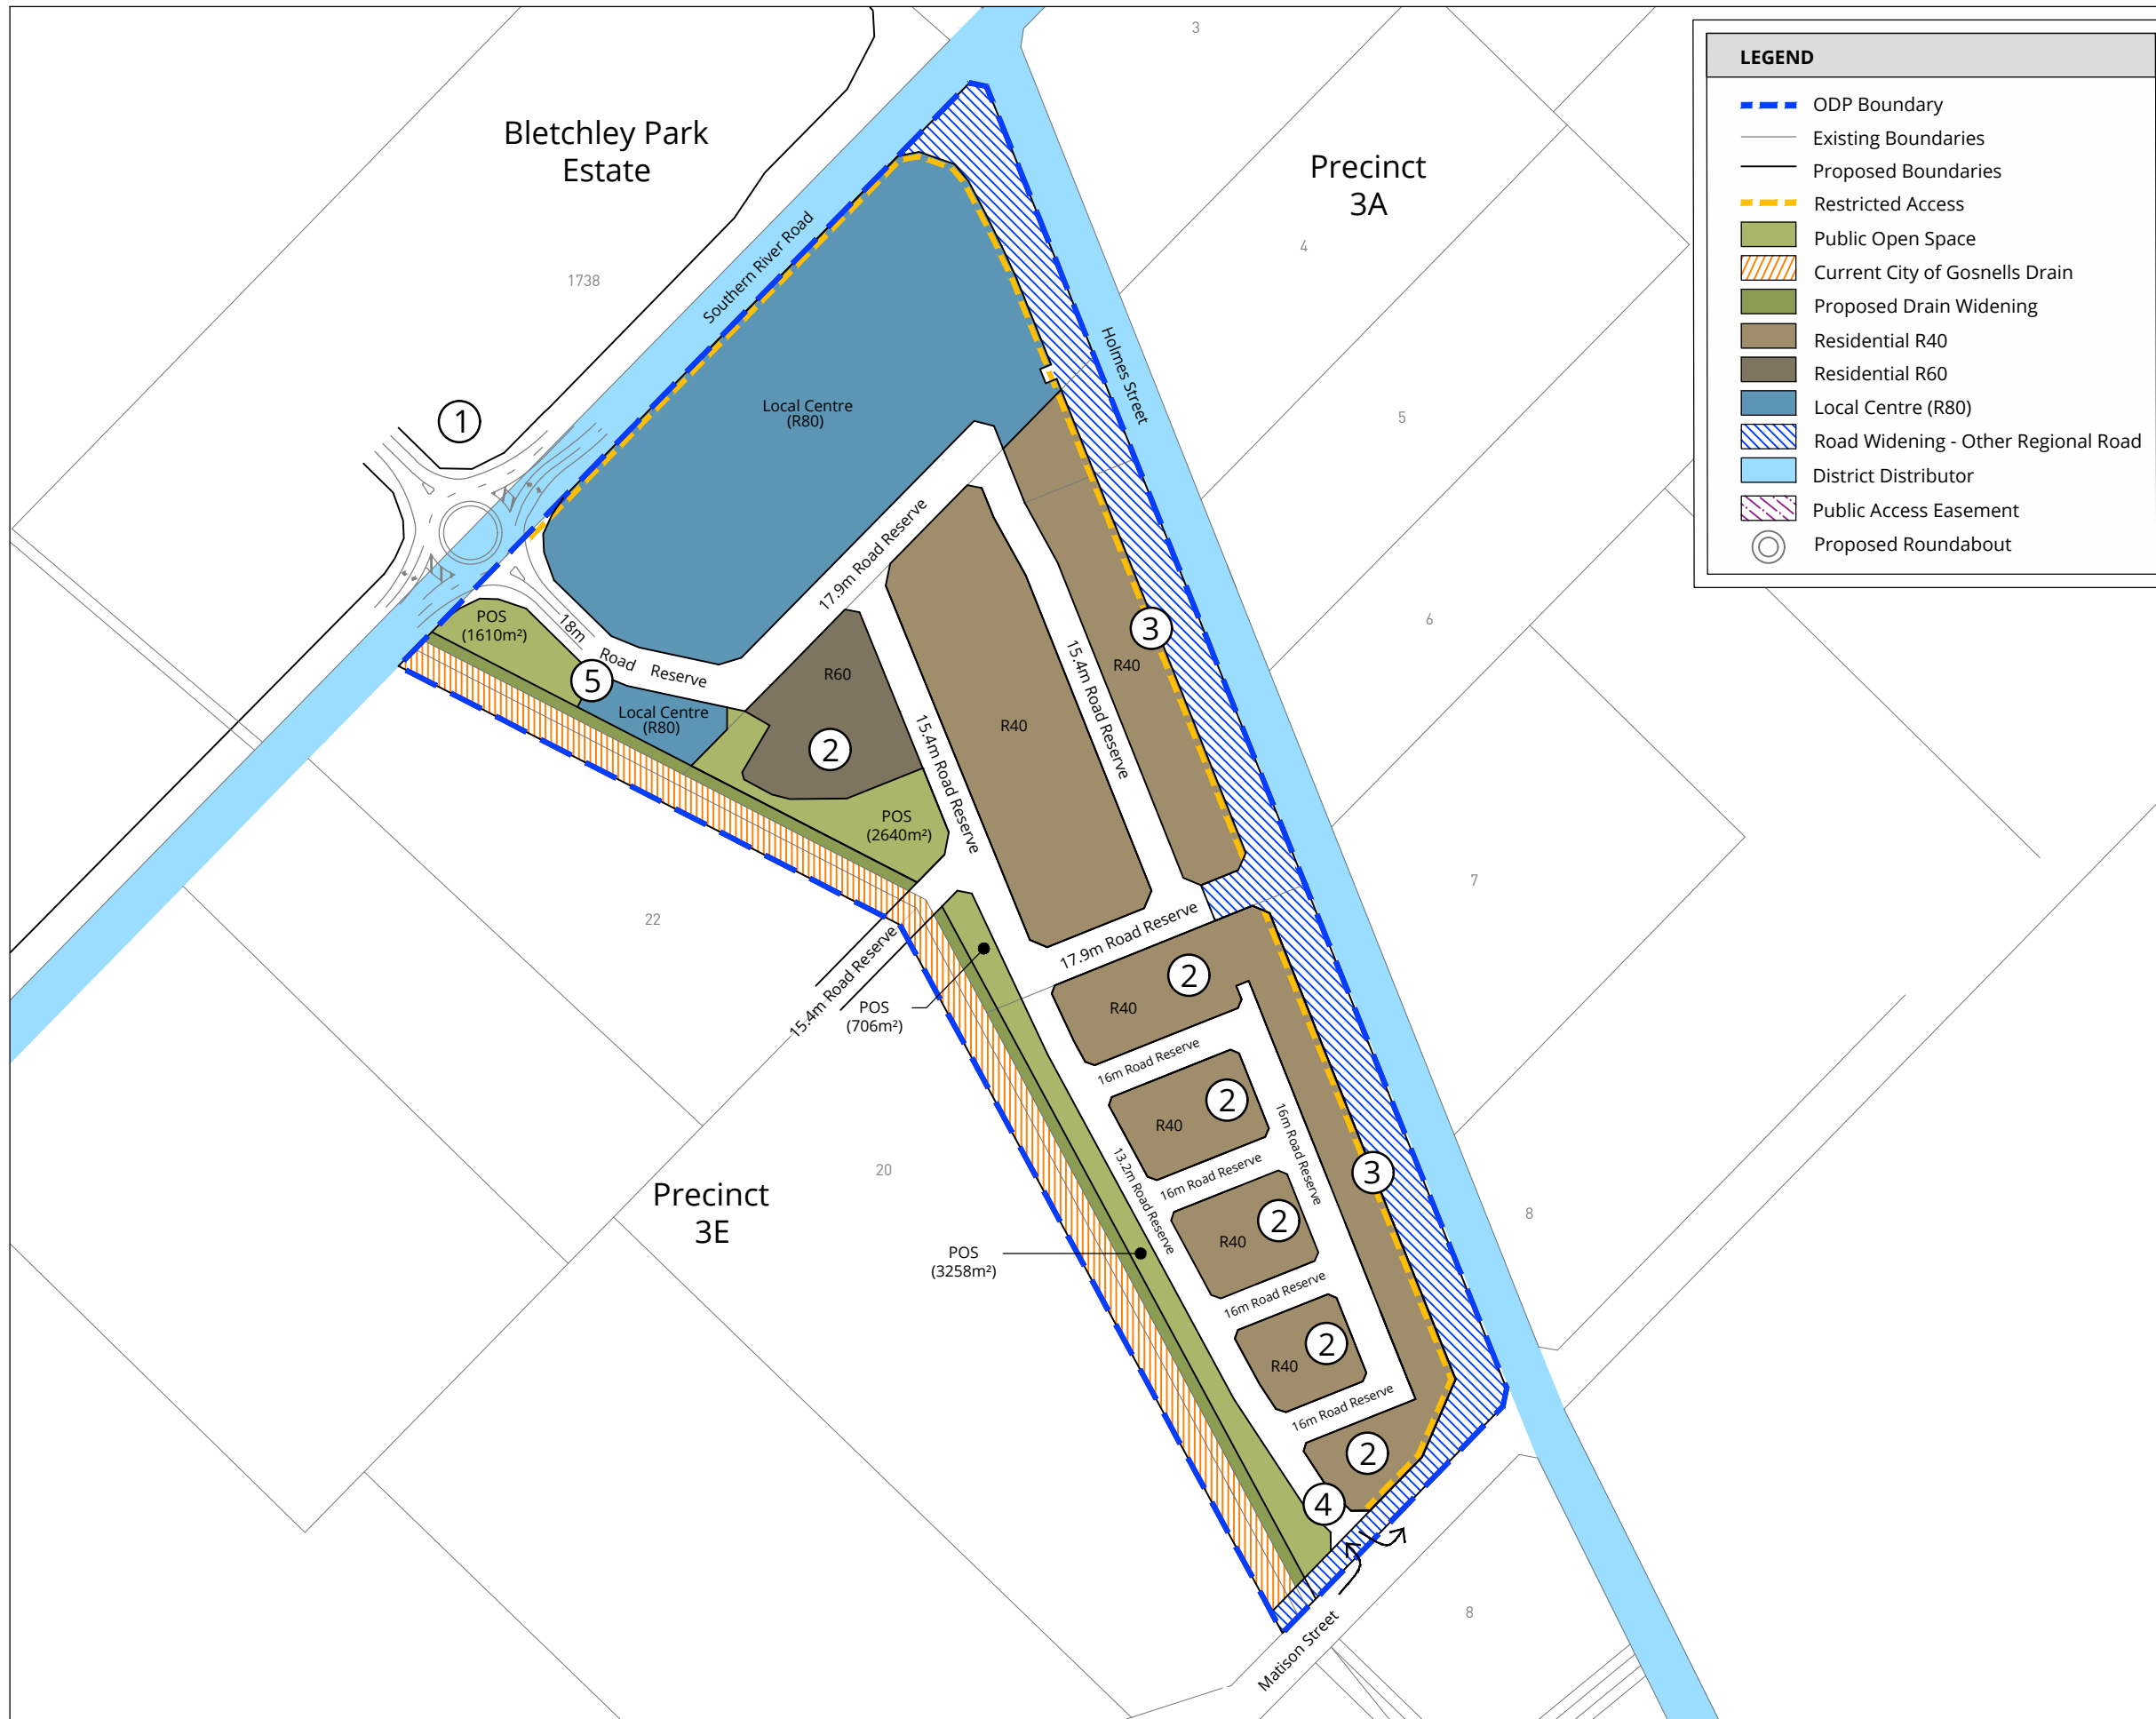 3
LEGEND
ODP Boundary
Existing Boundaries
Proposed Boundaries
Restricted Access
Public Open Space
Current City of Gosnells Drain
Proposed Drain Widening
Residential R40
Residential R60
Local Centre (R80)
Road Widening - Other Regional Road
District Distributor
Public Access Easement
Proposed Roundabout
Bletchley Park
Estate
Precinct
3A
4
1738
Southern River Road
Holmes Street
1
Local Centre
(R80)
5
17.9m Road Reserve
POS
(1610m²)
18m
Road Reserve
5
Local Centre
(R80)
R60
2
R40
15.4m Road Reserve
15.4m Road Reserve
R40
3
6
POS
(2640m²)
7
22
17.9m Road Reserve
15.4m Road Reserve
POS
(706m²)
R40
2
16m Road Reserve
R40
2
16m Road Reserve
16m Road Reserve
13.2m Road Reserve
R40
2
3
8
20
Precinct
3E
POS
(3258m²)
16m Road Reserve
R40
2
16m Road Reserve
2
4
Matison Street
8